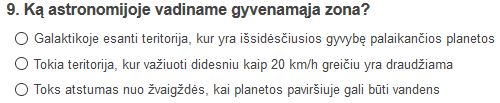 9. Ką astronomijoje vadiname gyvenamąja zona?
Galaktikoje esanti teritorija, kur yra išsidėsčiusios gyvybę palaikančios planetos
Tokia teritorija, kur važiuoti didesniu kaip 20 km/h greičiu yra draudžiama
Toks atstumas nuo žvaigždės, kai planetos paviršiuje gali būti vandens